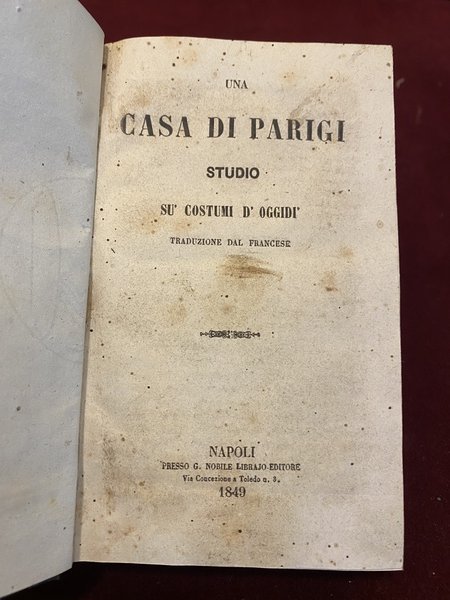 UNA
CASA DI PARIGI
STUDIO
SU' COSTUMI D' OGGIDI'
TRADUZIONE DAL FRANCESE
NAPOLI
PRESSO G. NOBILE LIBRAJO-EDITORE
Via Concezione a Toledo n. 3.
1849